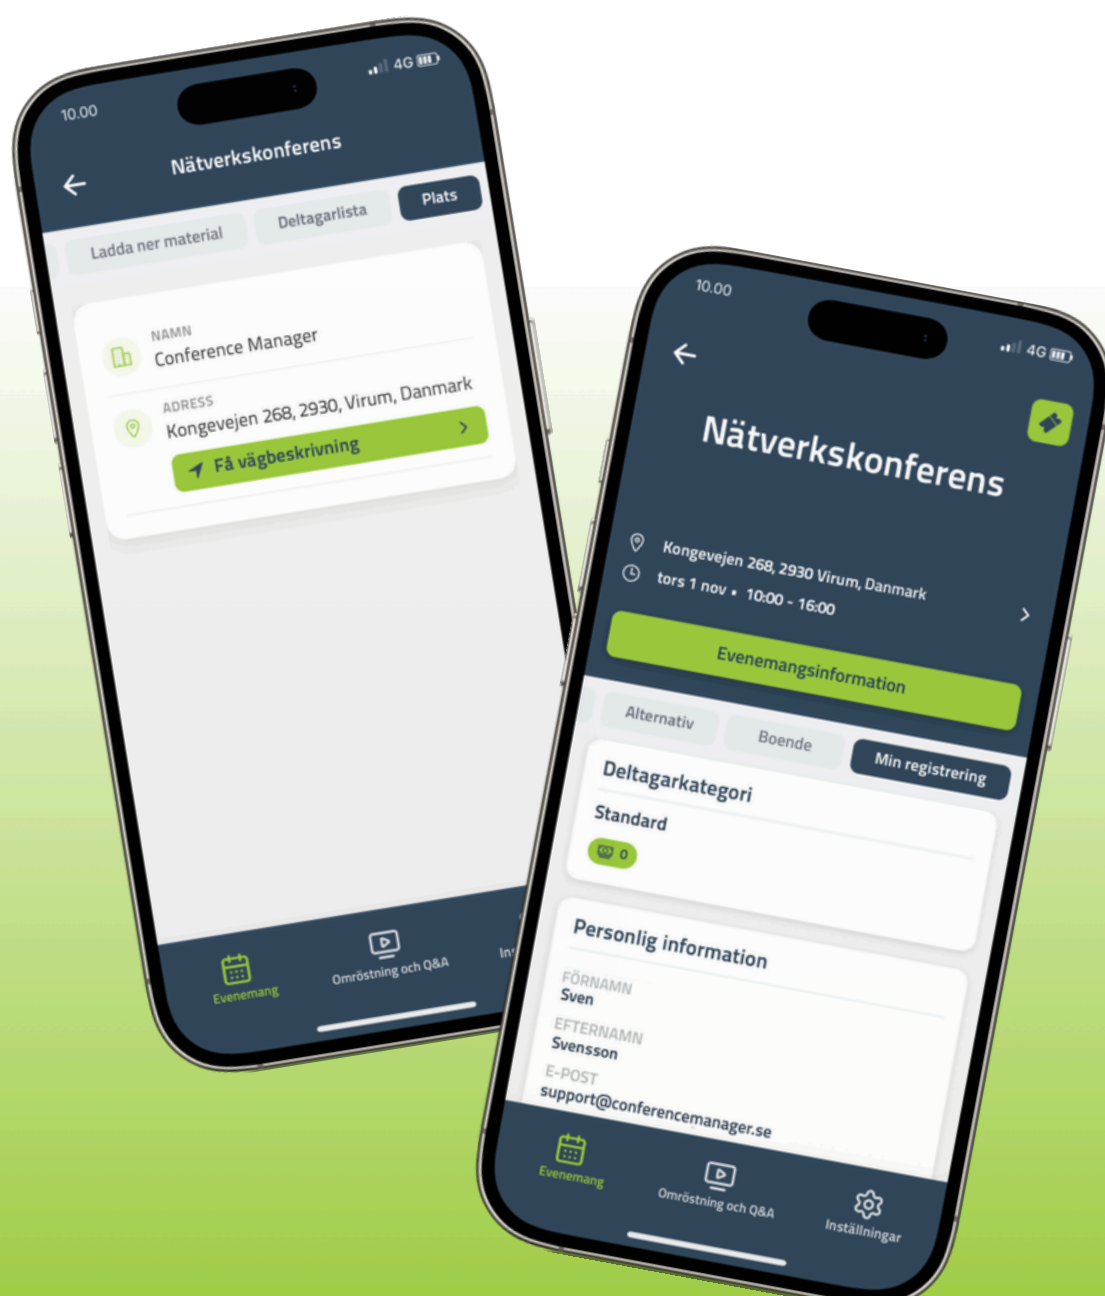 10.00
4G
Nätverkskonferens
Ladda ner material
Deltagarlista
Plats
NAMN
Conference Manager
ADRESS
Kongevejen 268, 2930, Virum, Danmark
Få vägbeskrivning
Evenemang
Omröstning och Q&A
10.00
4G
Nätverkskonferens
Kongevejen 268, 2930 Virum, Danmark
tors 1 nov • 10:00 - 16:00
Evenemangsinformation
Alternativ
Boende
Min registrering
Deltagarkategori
Standard
0
Personlig information
FÖRNAMN
Sven
EFTERNAMN
Svensson
E-POST
support@conferencemanager.se
Evenemang
Omröstning och Q&A
Inställningar